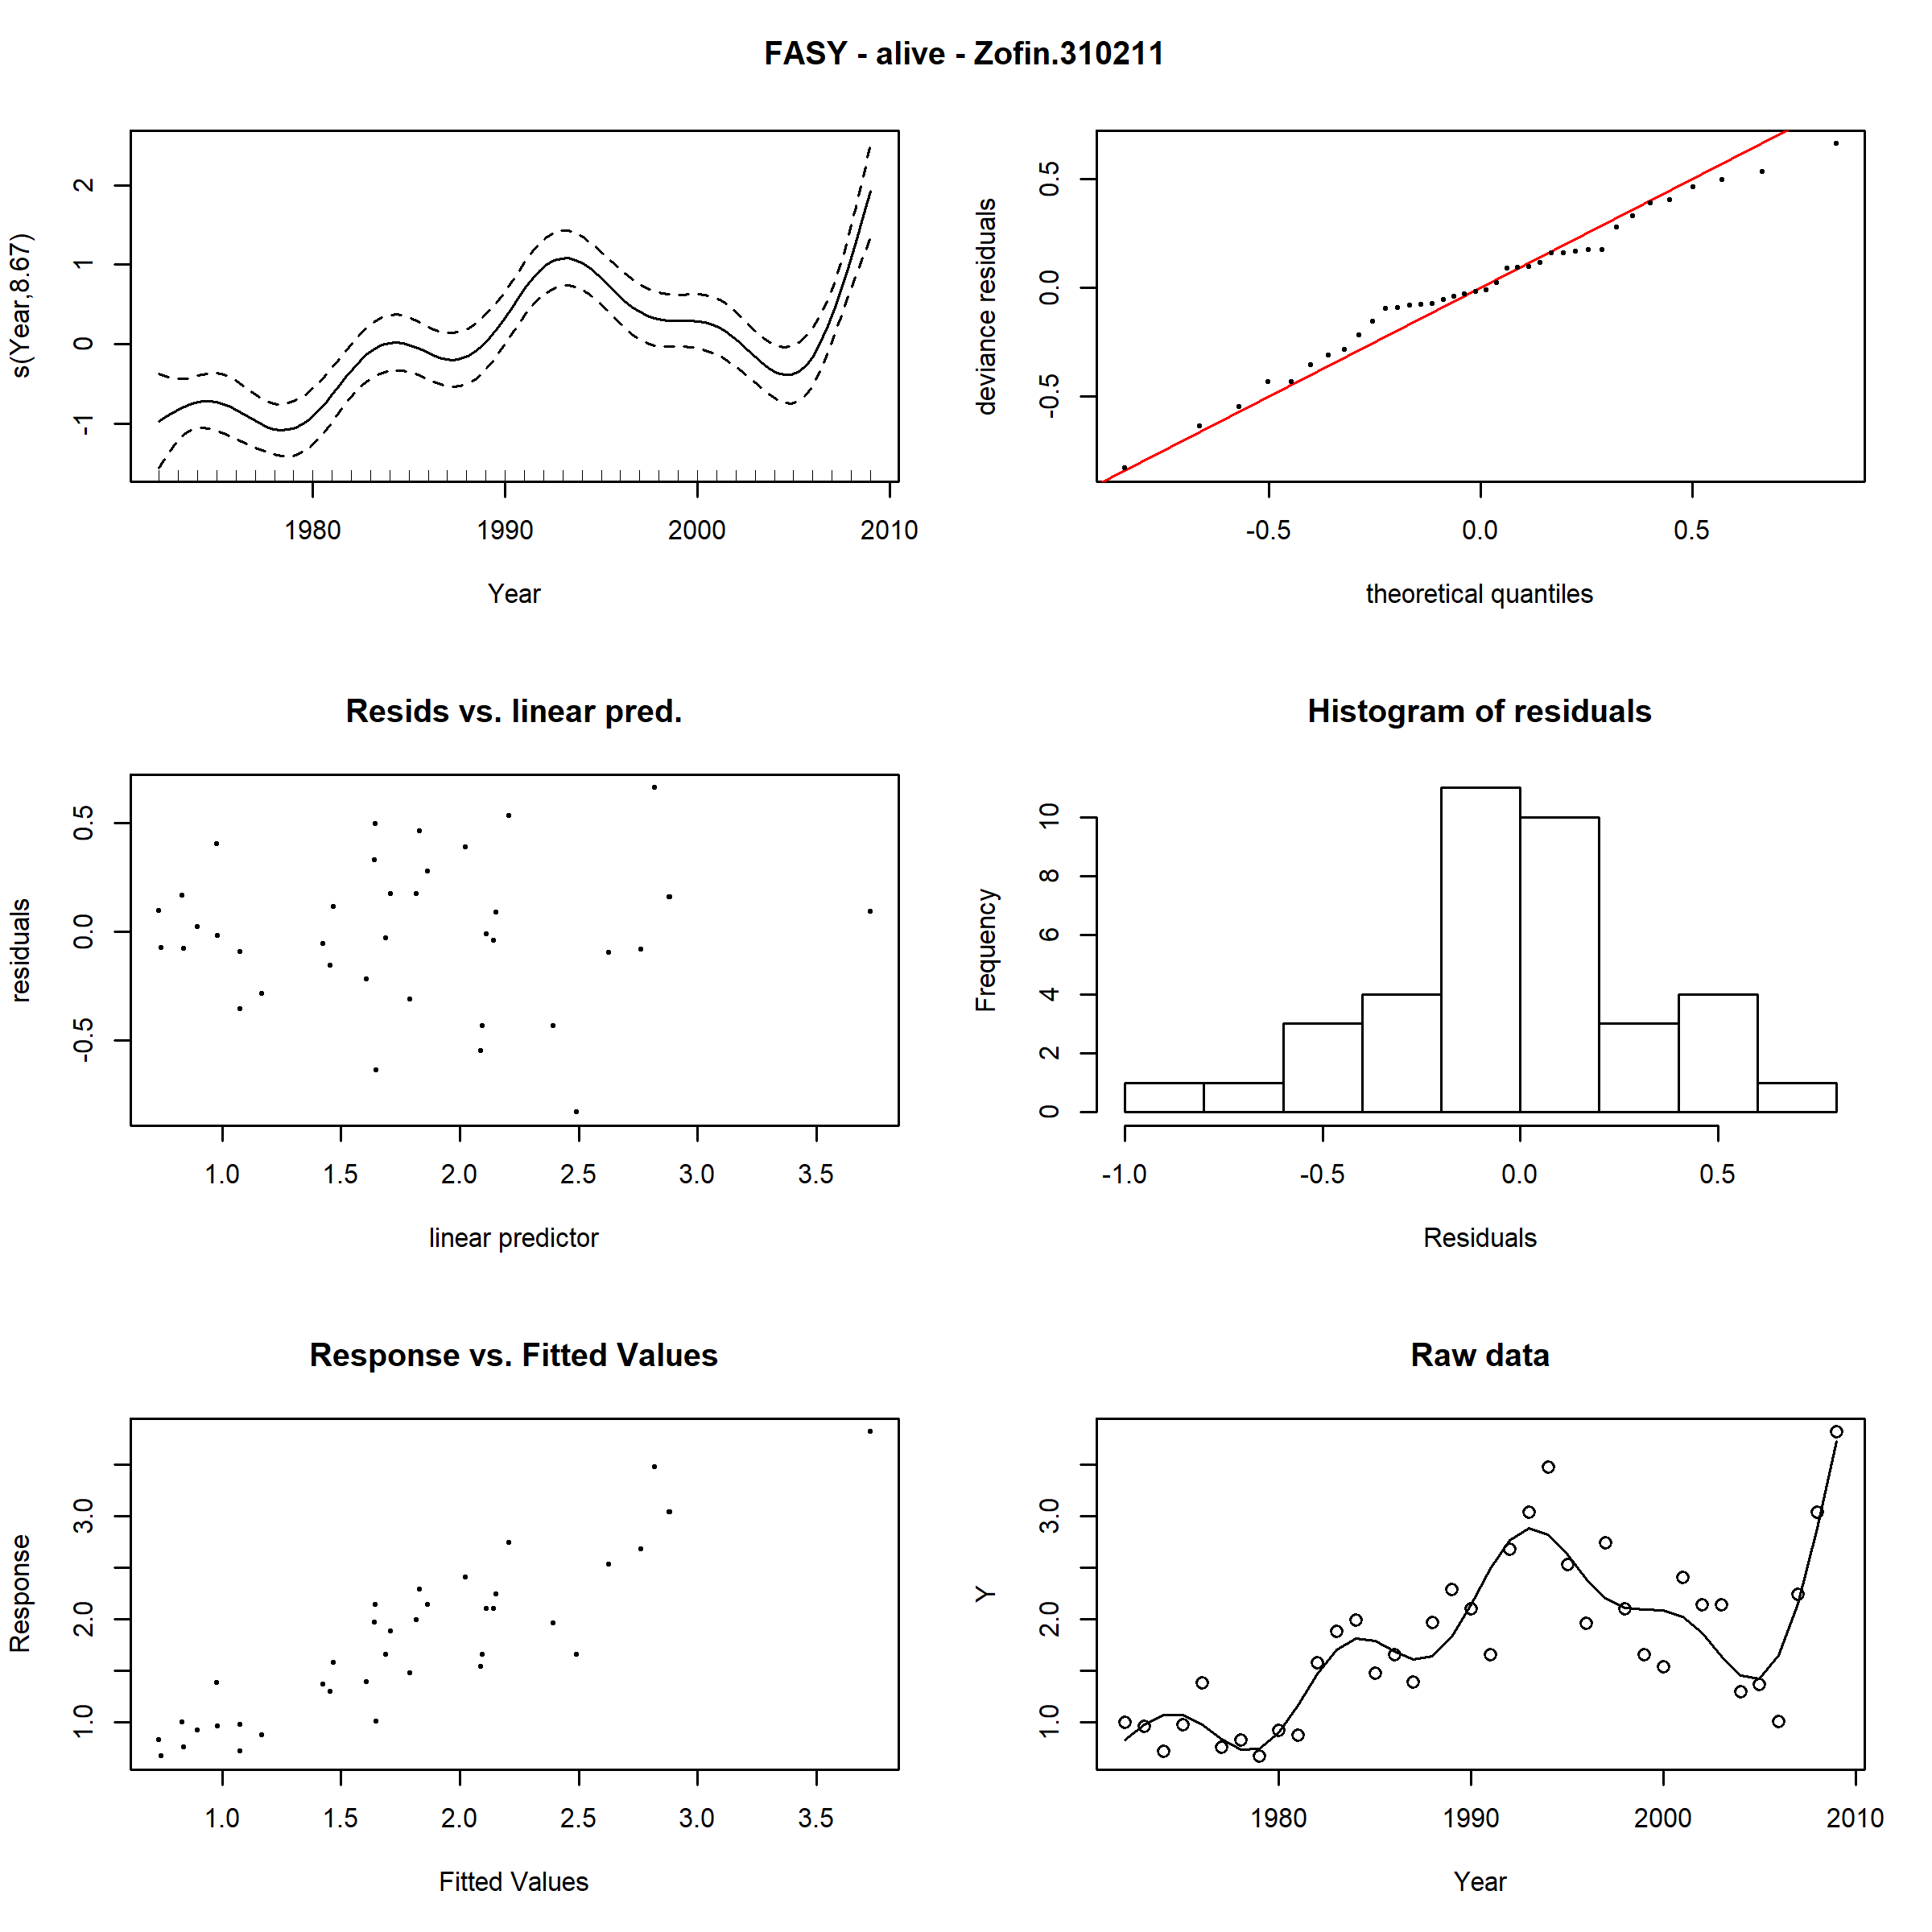 FASY - alive - Zofin.310211
s(Year,8.67)
2
1
0
-1
1980 1990 2000 2010
Year
deviance residuals
0.5
0.0
-0.5
-0.5 0.0 0.5
theoretical quantiles
Resids vs. linear pred.
residuals
0.5
0.0
-0.5
1.0 1.5 2.0 2.5 3.0 3.5
linear predictor
Histogram of residuals
Frequency
10
8
6
4
2
0
-1.0 -0.5 0.0 0.5
Residuals
Response vs. Fitted Values
Response
3.0
2.0
1.0
1.0 1.5 2.0 2.5 3.0 3.5
Fitted Values
Raw data
Y
3.0
2.0
1.0
1980 1990 2000 2010
Year